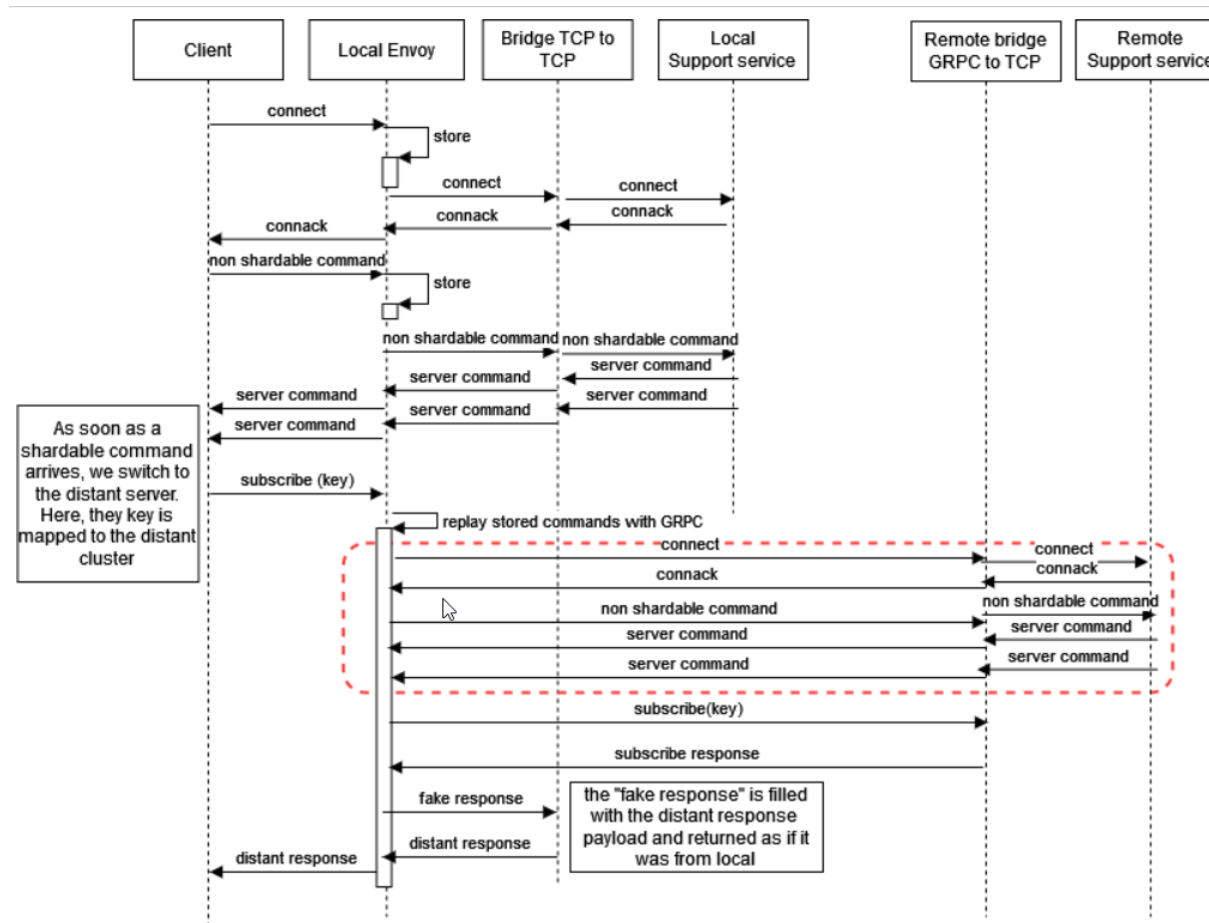 Client
Local Envoy
Bridge TCP to
TCP
Local
Support service
Remote bridge
GRPC to TCP
Remote
Support service
connect
store
connect
connect
connack
connack
connack
non shardable command
store
non shardable command
non shardable command
server command
server command
server command
server command
server command
server command
As soon as a
shardable command
arrives, we switch to
the distant server.
Here, they key is
mapped to the distant
cluster
subscribe (key)
replay stored commands with GRPC
connect
connect
connack
connack
non shardable command
non shardable command
server command
server command
server command
server command
subscribe(key)
subscribe response
fake response
the "fake response" is filled
with the distant response
payload and returned as if it
was from local
distant response
distant response